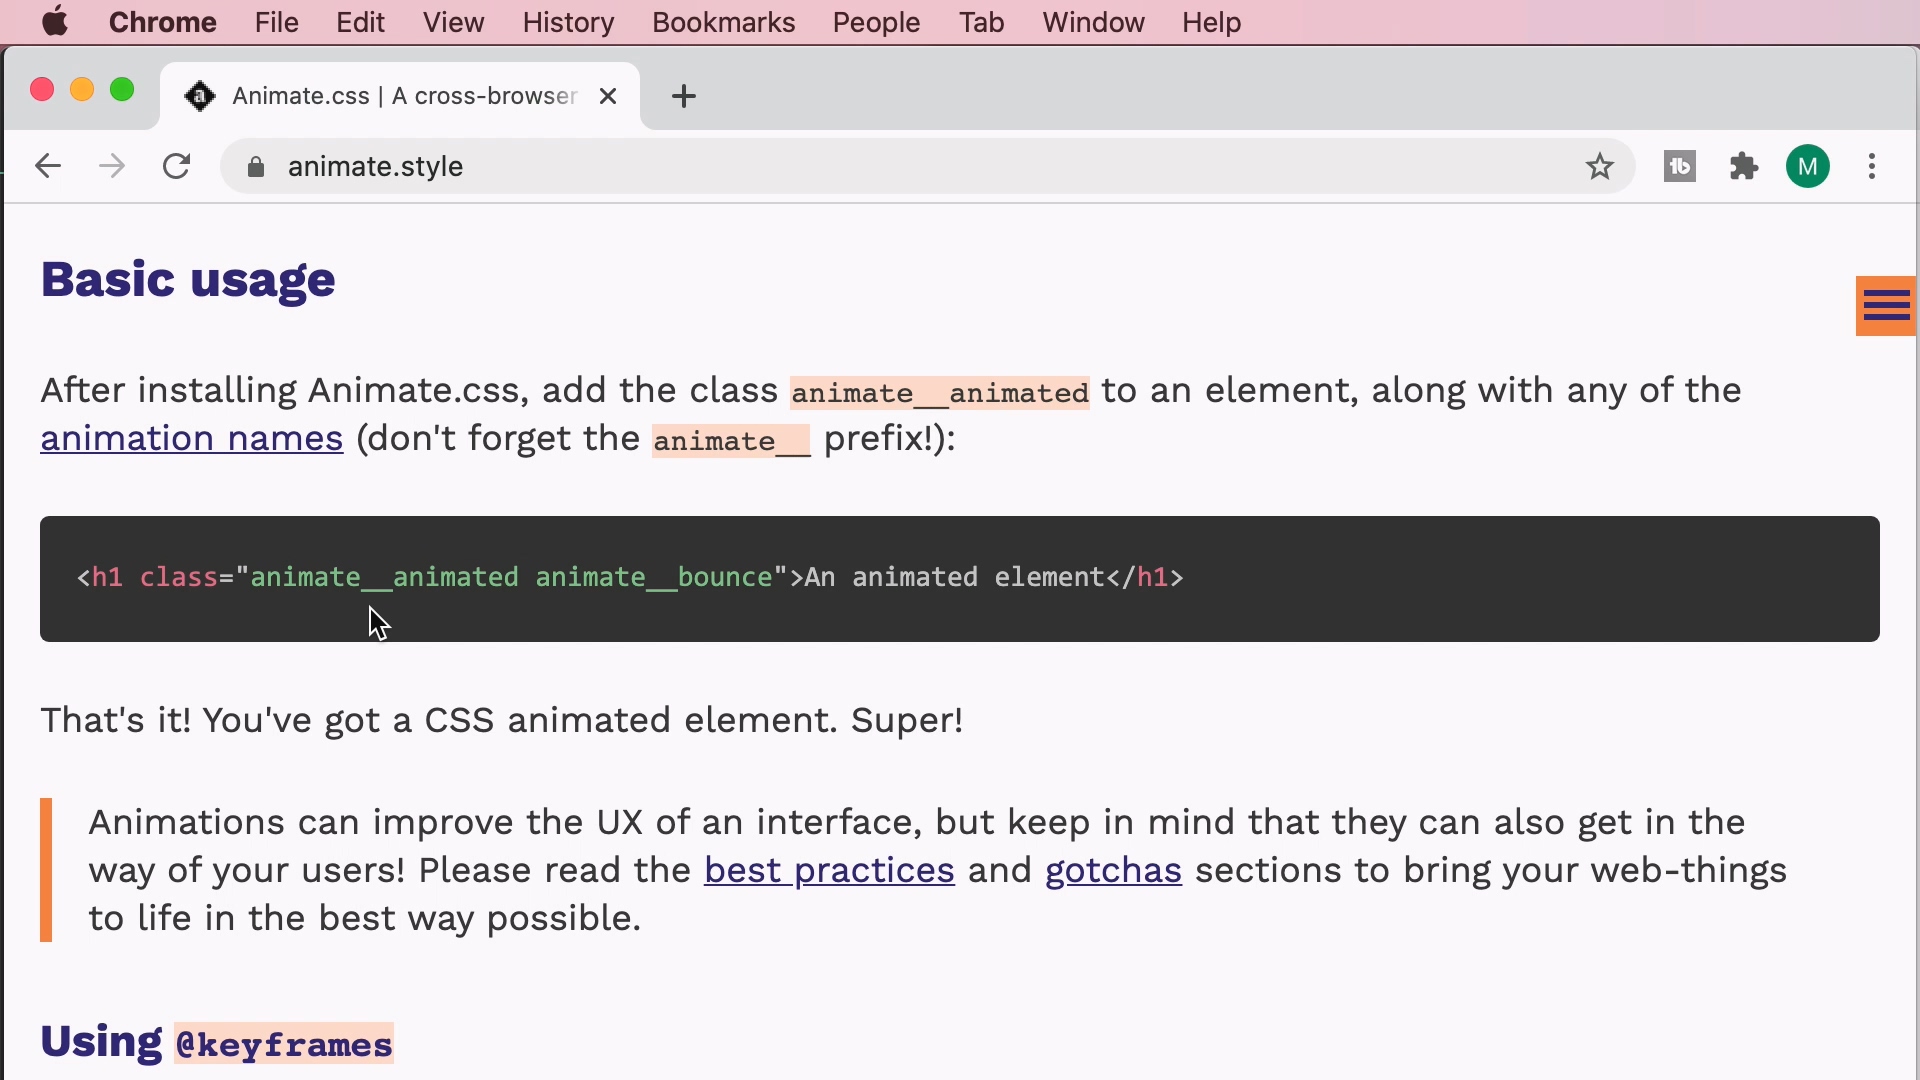 Chrome File Edit View History Bookmarks People Tab Window Help
Animate.css | A cross-browser
animate.style
M
Basic usage
After installing Animate.css, add the class animate__animated to an element, along with any of the
animation names (don't forget the animate__ prefix!):
<h1 class="animate__animated animate__bounce">An animated element</h1>
That's it! You've got a CSS animated element. Super!
Animations can improve the UX of an interface, but keep in mind that they can also get in the
way of your users! Please read the best practices and gotchas sections to bring your web-things
to life in the best way possible.
Using @keyframes